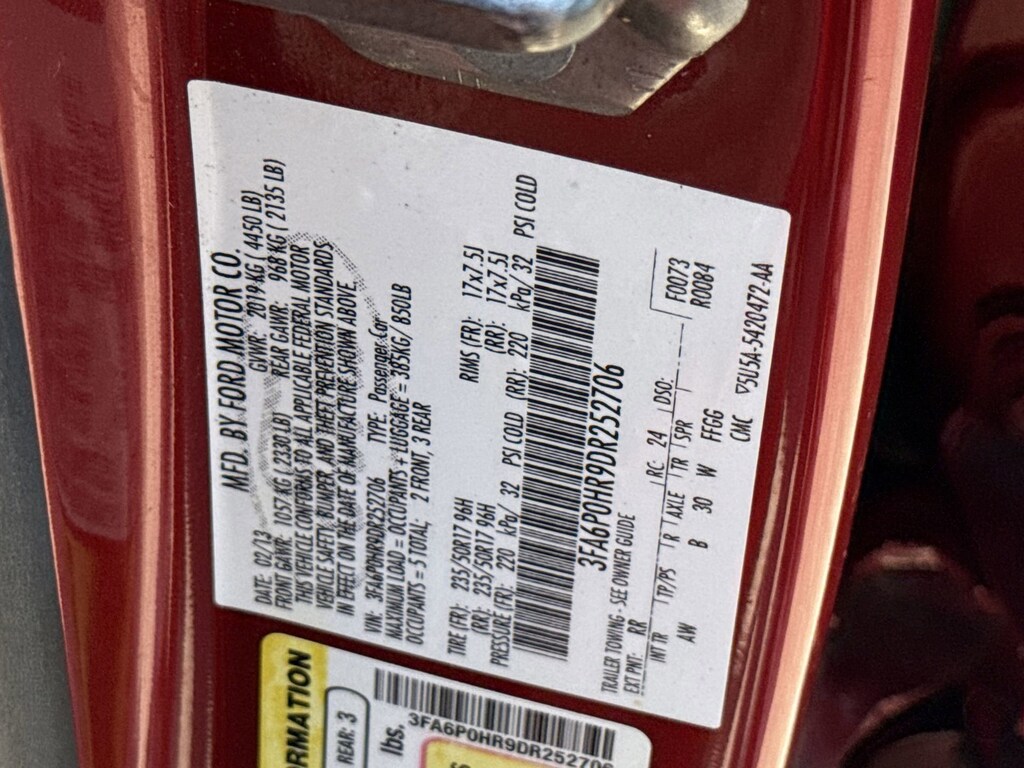 MFD. BY FORD MOTOR CO.
DATE: 02/13 GVWR: 2019 KG ( 4450 LB)
FRONT GAWR: 1057 KG ( 2330 LB) REAR GAWR: 968 KG ( 2135 LB)
THIS VEHICLE CONFORMS TO ALL APPLICABLE FEDERAL MOTOR
VEHICLE SAFETY, BUMPER, AND THEFT PREVENTION STANDARDS
IN EFFECT ON THE DATE OF MANUFACTURE SHOWN ABOVE.
VIN: 3FA6P0HR9DR252706 TYPE: Passenger Car
MAXIMUM LOAD = OCCUPANTS + LUGGAGE = 385KG/ 850LB
OCCUPANTS = 5 TOTAL; 2 FRONT, 3 REAR
TIRE (FR): 235/50R17 96H RIMS (FR): 17x7.5J
(RR): 235/50R17 96H (RR): 17x7.5J
PRESSURE (FR): 220 kPa/ 32 PSI COLD (RR): 220 kPa/ 32 PSI COLD
3FA6P0HR9DR252706
TRAILER TOWING - SEE OWNER GUIDE
EXT PNT: RR RC: 24 DSO: F0073
R0084
INT TR TP/PS R AXLE TR SPR
AW B 30 W FFGG
CMC 5U5A-5420472-AA
ORMATION
REAR: 3
lbs.
3FA6P0HR9DR252706